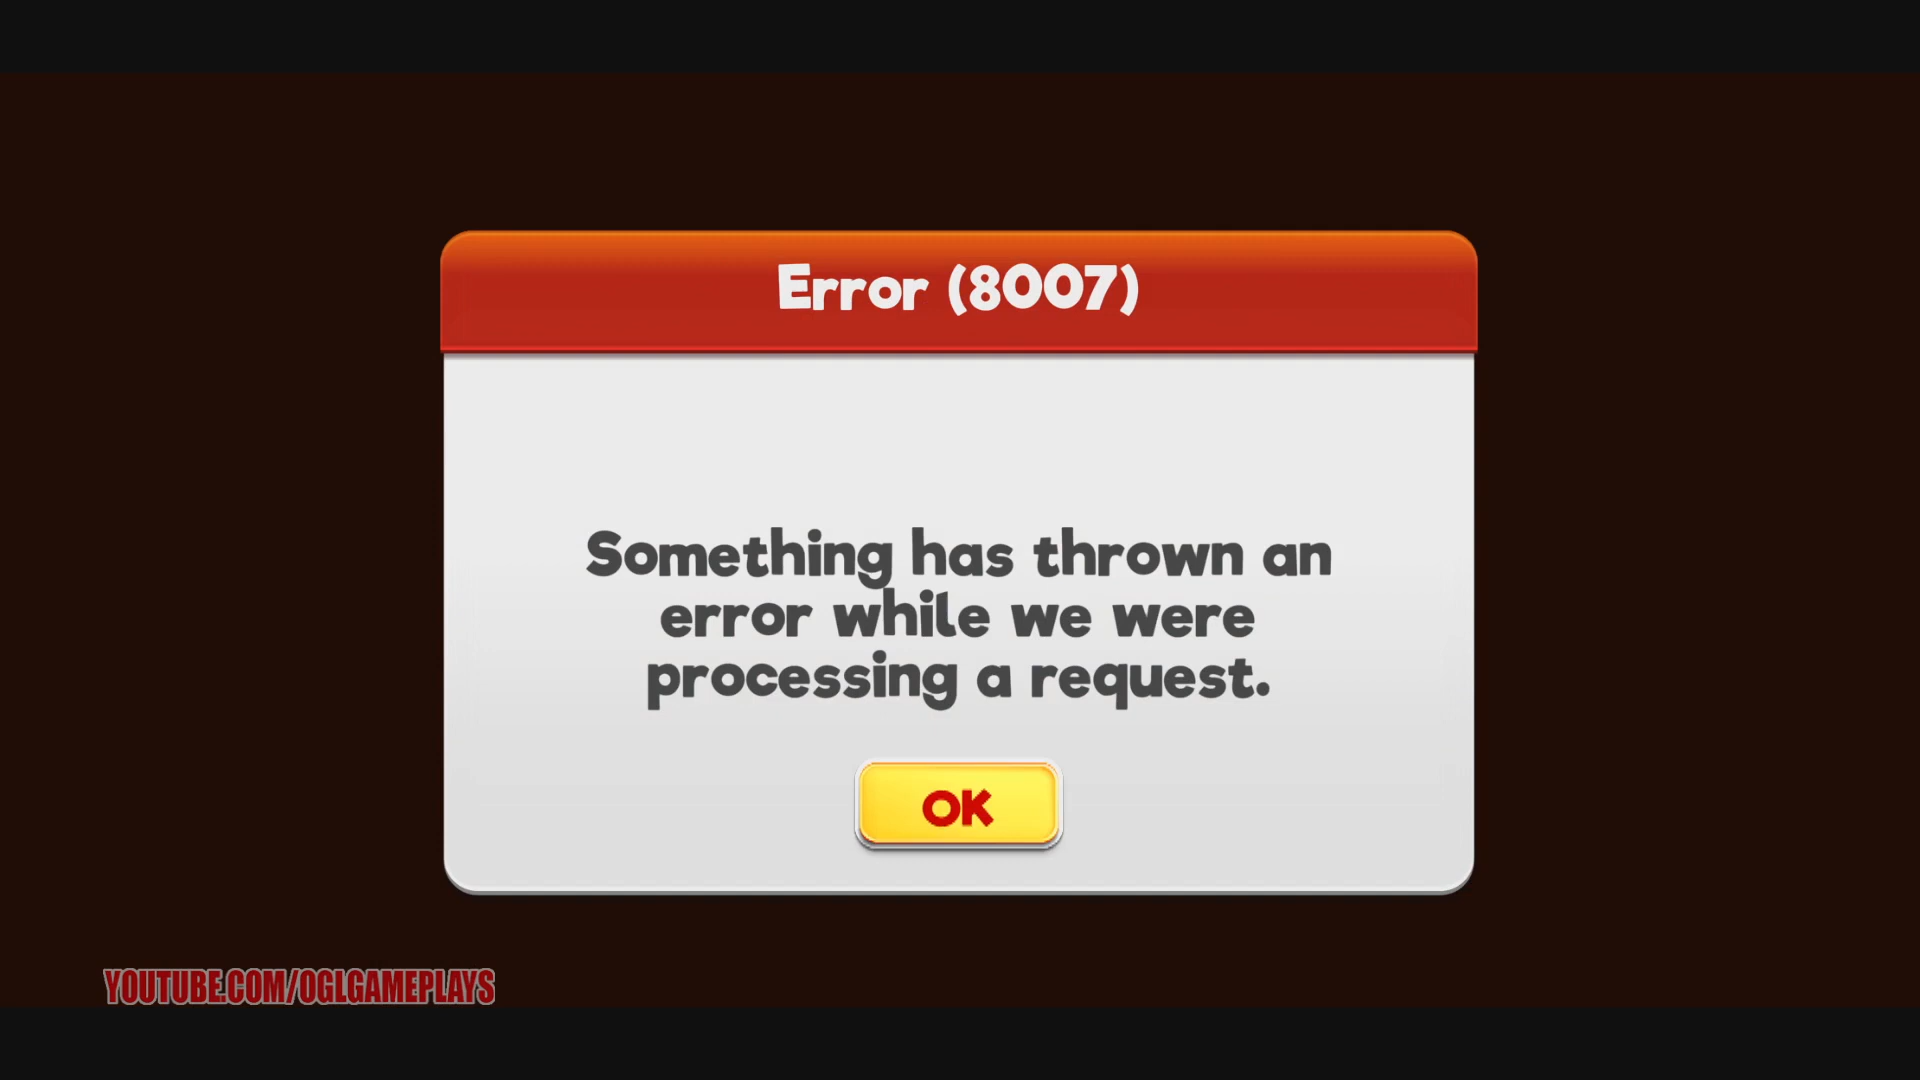 Error (8007)
Something has thrown an
error while we were
processing a request.
OK
YOUTUBE.COM/OGLGAMEPLAYS